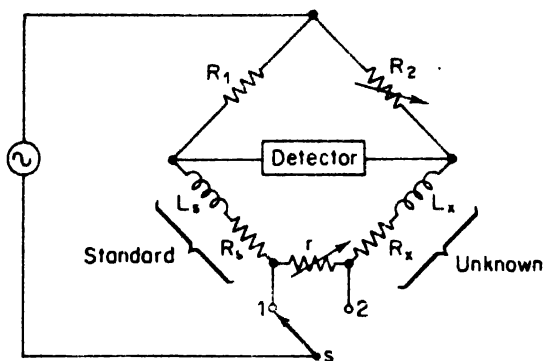 R1
R2
Detector
Ls
Lx
Standard
Rs
r
Rx
Unknown
1
2
s